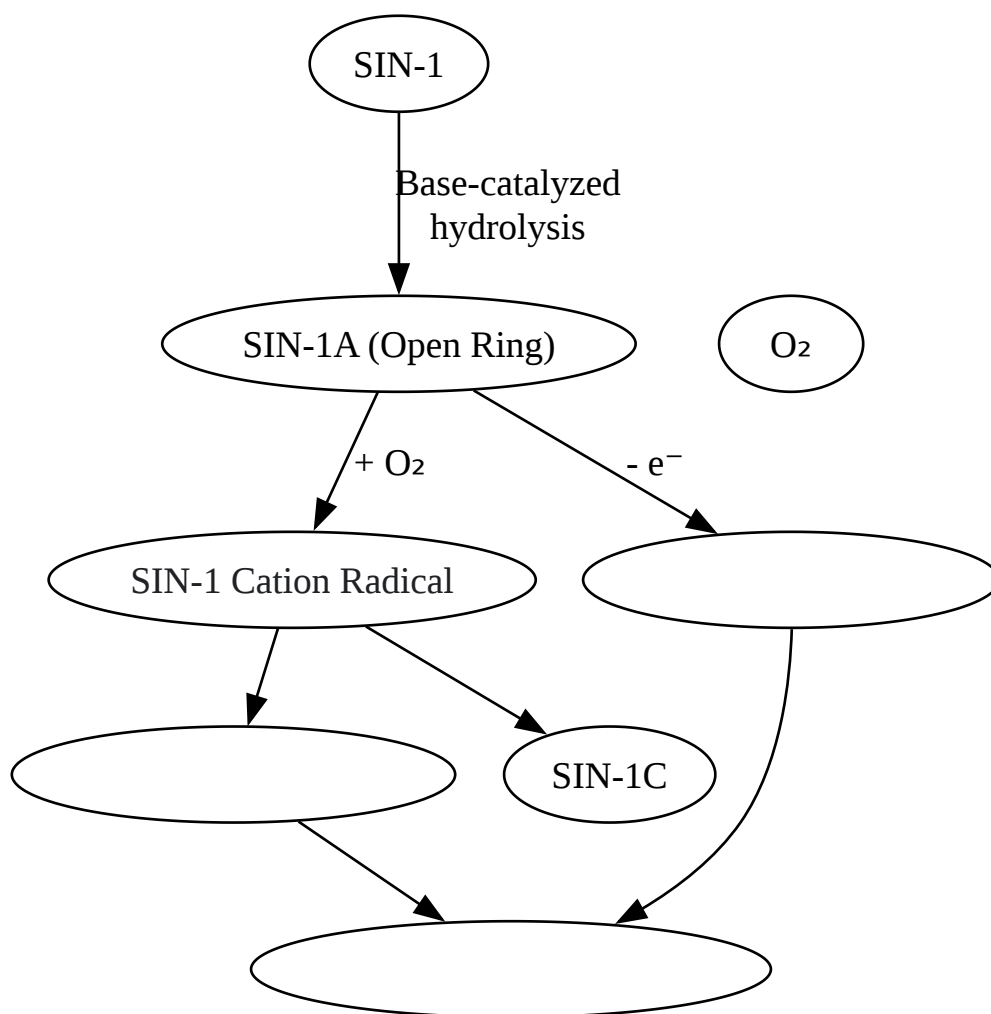 SIN-1
Base-catalyzed
hydrolysis
SIN-1A (Open Ring)
O₂
+ O₂
- e⁻
SIN-1 Cation Radical
SIN-1C